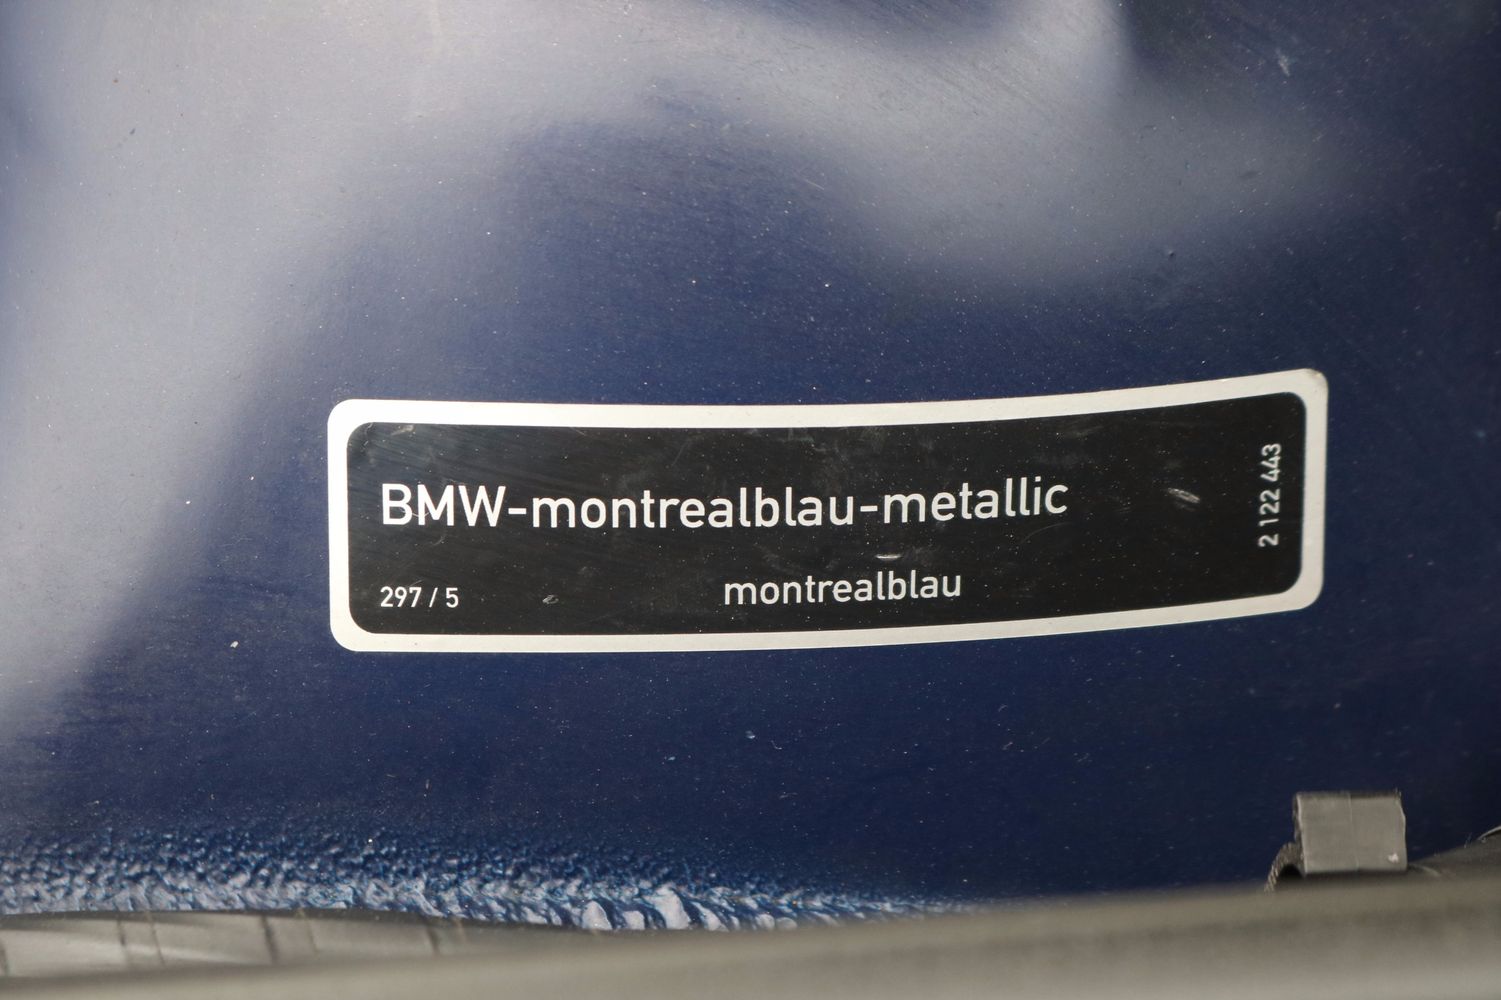 BMW-montrealblau-metallic
297 / 5
montrealblau
2 122 443